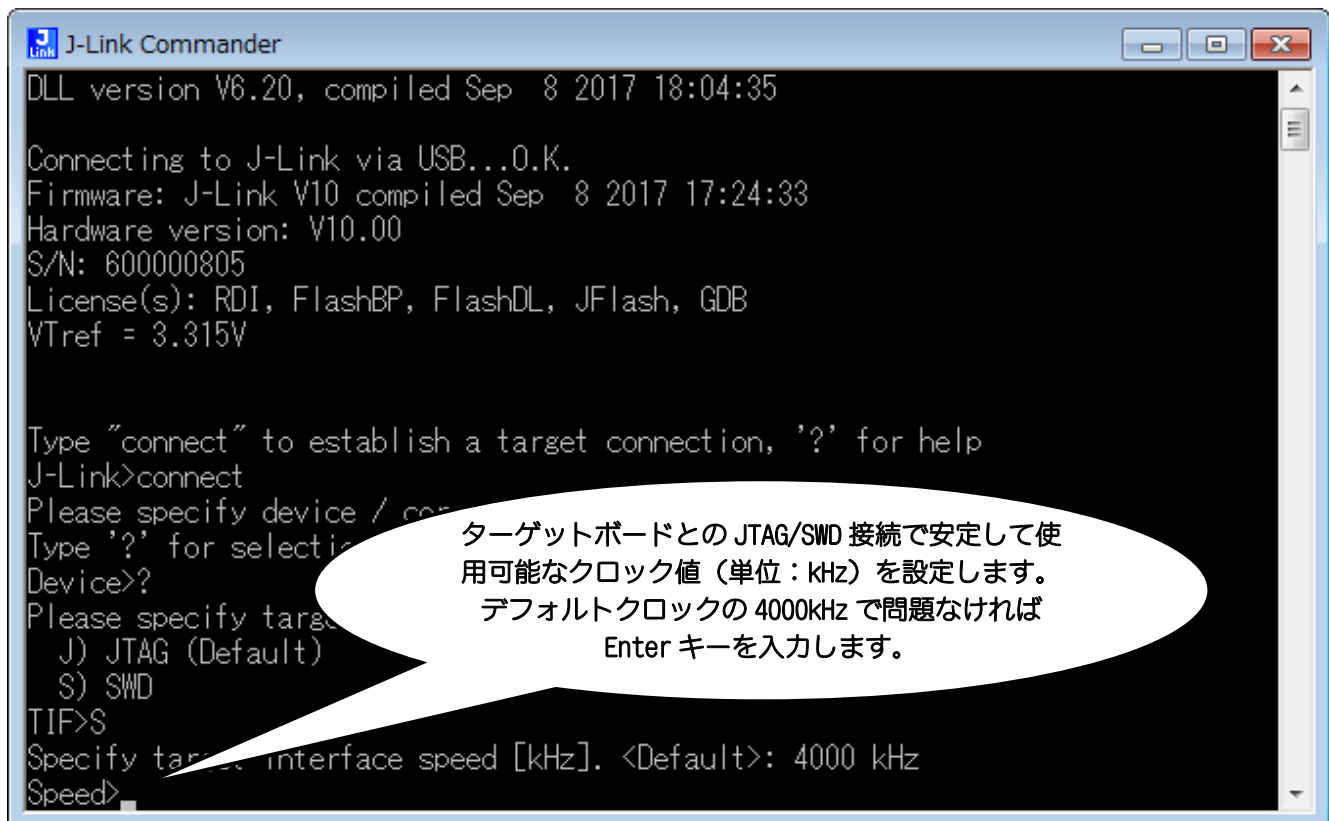 J-Link Commander
DLL version V6.20, compiled Sep  8 2017 18:04:35
Connecting to J-Link via USB...O.K.
Firmware: J-Link V10 compiled Sep  8 2017 17:24:33
Hardware version: V10.00
S/N: 600000805
License(s): RDI, FlashBP, FlashDL, JFlash, GDB
VTref = 3.315V
Type "connect" to establish a target connection, '?' for help
J-Link>connect
Please specify device /
Type '?' for
Device>?
Please specify
J) JTAG (Default)
S) SWD
TIF>S
Specify interface speed [kHz]. <Default>: 4000 kHz
Speed>
ターゲットボードとの JTAG/SWD 接続で安定して使
用可能なクロック値（単位：kHz）を設定します。
デフォルトクロックの 4000kHz で問題なければ
Enter キーを入力します。